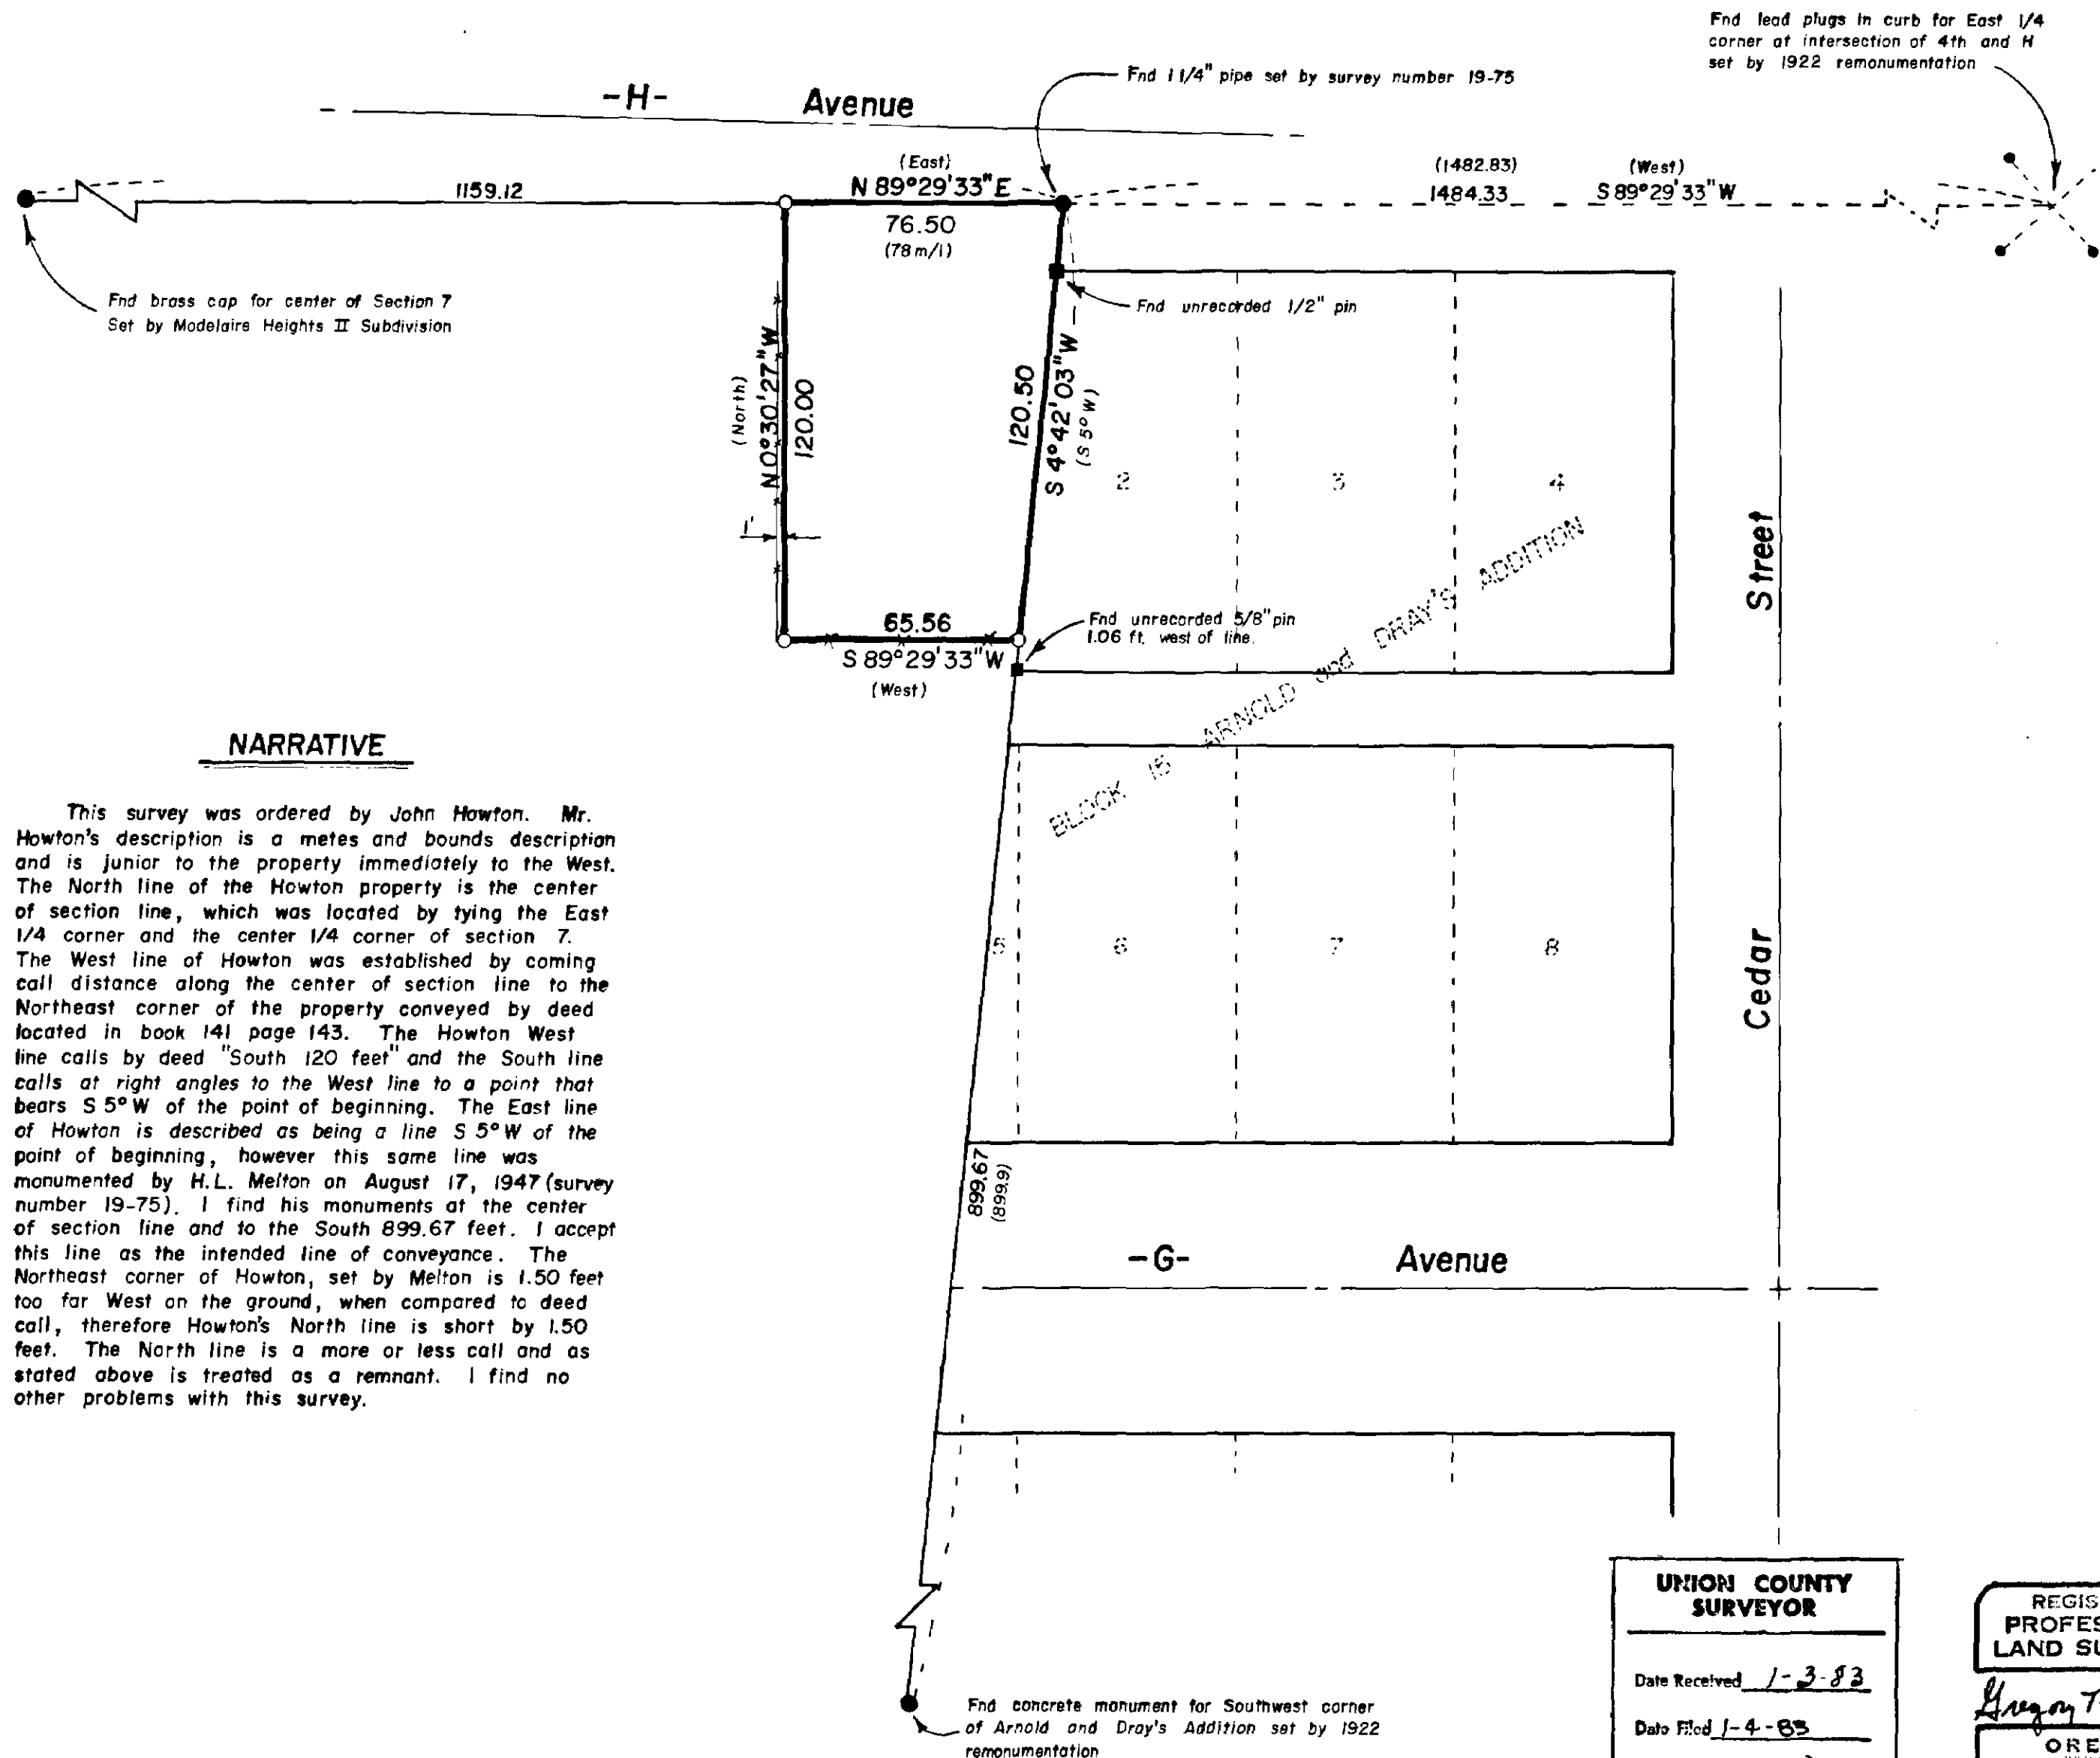 Fnd lead plugs in curb for East 1/4
corner at intersection of 4th and H
set by 1922 remonumentation
Fnd 1 1/4" pipe set by survey number 19-75
-H- Avenue
(East)
N 89°29'33" E
76.50
(78 m/l)
1159.12
(1482.83) (West)
1484.33 S 89°29'33" W
Fnd brass cap for center of Section 7
Set by Modelaire Heights II Subdivision
Fnd unrecorded 1/2" pin
(North)
N 0°30'27" W
120.00
1'
120.50
S 4°42'03" W
(S 5° W)
2 3 4
65.56
S 89°29'33" W
(West)
Fnd unrecorded 5/8" pin
1.06 ft. west of line.
BLOCK 15 ARNOLD and DRAY'S ADDITION
Cedar Street
5 6 7 8
NARRATIVE
This survey was ordered by John Howton. Mr.
Howton's description is a metes and bounds description
and is junior to the property immediately to the West.
The North line of the Howton property is the center
of section line, which was located by tying the East
1/4 corner and the center 1/4 corner of section 7.
The West line of Howton was established by coming
call distance along the center of section line to the
Northeast corner of the property conveyed by deed
located in book 141 page 143. The Howton West
line calls by deed "South 120 feet" and the South line
calls at right angles to the West line to a point that
bears S 5° W of the point of beginning. The East line
of Howton is described as being a line S 5° W of the
point of beginning, however this same line was
monumented by H.L. Melton on August 17, 1947 (survey
number 19-75). I find his monuments at the center
of section line and to the South 899.67 feet. I accept
this line as the intended line of conveyance. The
Northeast corner of Howton, set by Melton is 1.50 feet
too far West on the ground, when compared to deed
call, therefore Howton's North line is short by 1.50
feet. The North line is a more or less call and as
stated above is treated as a remnant. I find no
other problems with this survey.
899.67
(899.9)
-G- Avenue
Fnd concrete monument for Southwest corner
of Arnold and Dray's Addition set by 1922
remonumentation
UNION COUNTY
SURVEYOR
Date Received 1-3-83
Date Filed 1-4-83
REGIS
PROFES
LAND SU
Gregory T
ORE